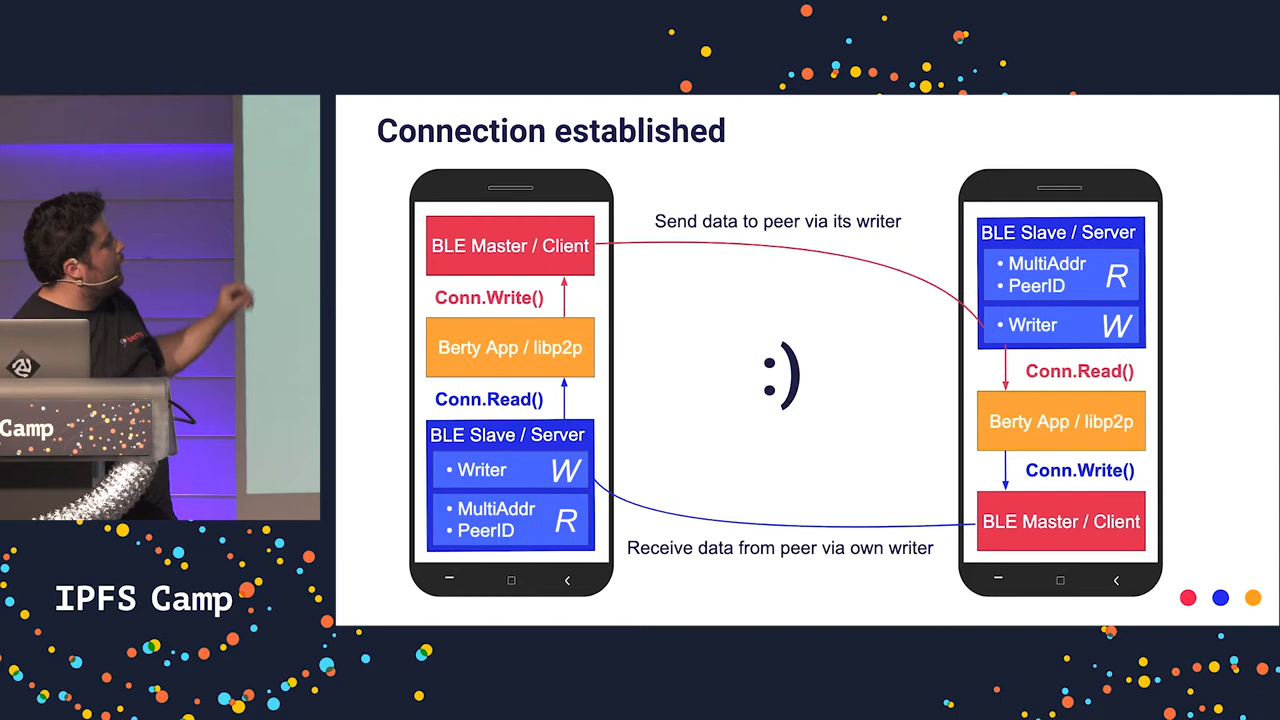 Connection established
BLE Master / Client
Conn.Write()
Berty App / libp2p
Conn.Read()
BLE Slave / Server
• Writer
W
• MultiAddr
• PeerID
R
Send data to peer via its writer
:)
Receive data from peer via own writer
BLE Slave / Server
• MultiAddr
• PeerID
R
• Writer
W
Conn.Read()
Berty App / libp2p
Conn.Write()
BLE Master / Client
Camp
IPFS Camp